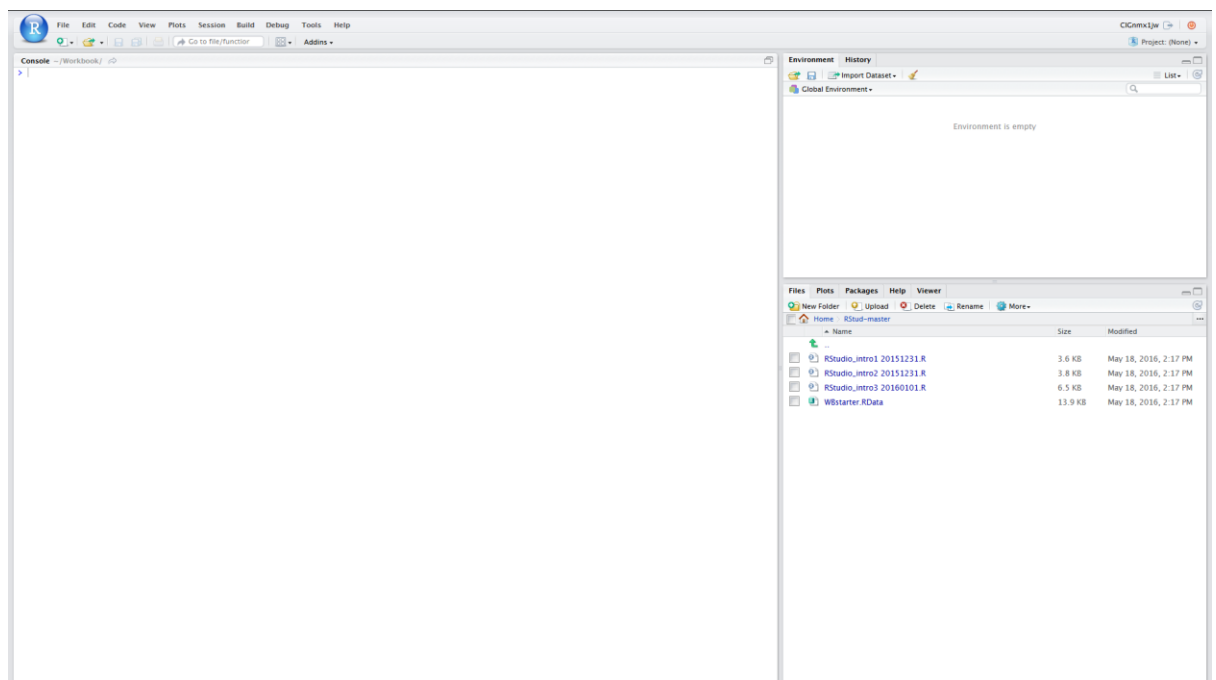 R File Edit Code View Plots Session Build Debug Tools Help ClGnmx1jw
Go to file/function Addins Project: (None)
Console ~/Workbook/
>
Environment History
Import Dataset List
Global Environment
Environment is empty
Files Plots Packages Help Viewer
New Folder Upload Delete Rename More
Home RStud-master ...
Name Size Modified
..
RStudio_intro1 20151231.R 3.6 KB May 18, 2016, 2:17 PM
RStudio_intro2 20151231.R 3.8 KB May 18, 2016, 2:17 PM
RStudio_intro3 20160101.R 6.5 KB May 18, 2016, 2:17 PM
WBstarter.RData 13.9 KB May 18, 2016, 2:17 PM